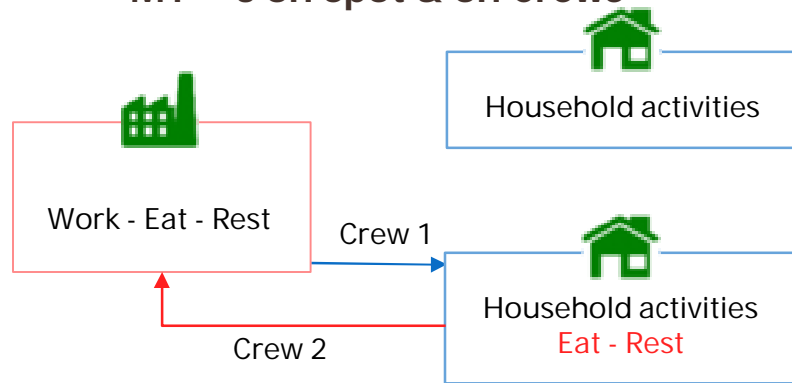 Household activities
Work - Eat - Rest
Crew 1
Household activities
Eat - Rest
Crew 2